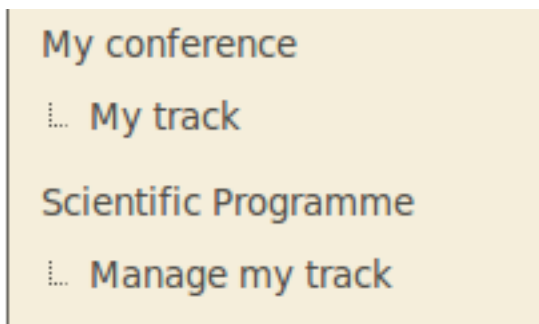 My conference
My track
Scientific Programme
Manage my track